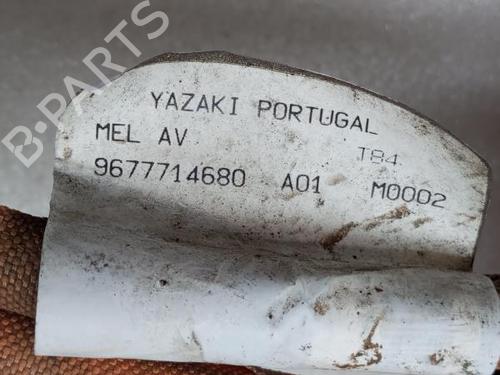 B-PARTS
YAZAKI PORTUGAL
MEL AV T84
9677714680 A01 M0002